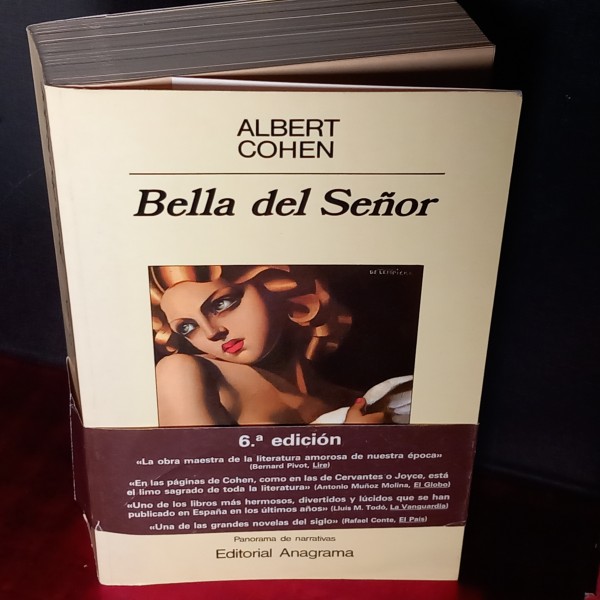 ALBERT
COHEN
Bella del Señor
DE LEMPICKA
6.ª edición
«La obra maestra de la literatura amorosa de nuestra época»
(Bernard Pivot, Lire)
«En las páginas de Cohen, como en las de Cervantes o Joyce, está
el limo sagrado de toda la literatura» (Antonio Muñoz Molina, El Globo)
«Uno de los libros más hermosos, divertidos y lúcidos que se han
publicado en España en los últimos años» (Lluís M. Todó, La Vanguardia)
«Una de las grandes novelas del siglo» (Rafael Conte, El País)
Panorama de narrativas
Editorial Anagrama